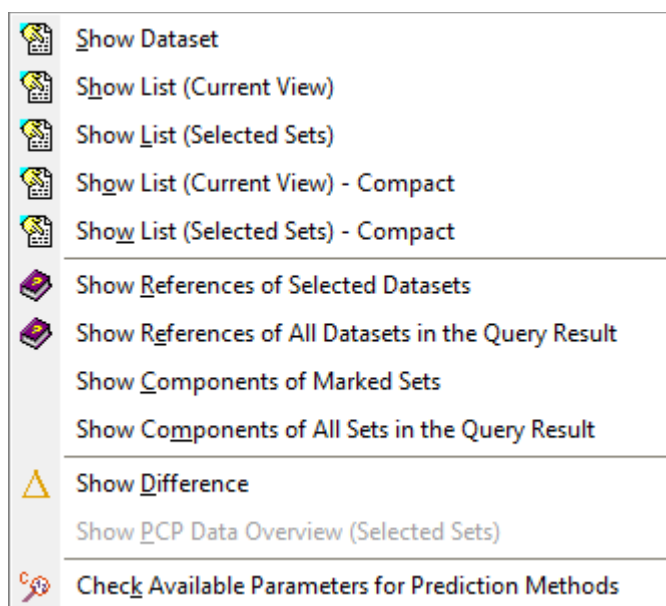 Show Dataset
Show List (Current View)
Show List (Selected Sets)
Show List (Current View) - Compact
Show List (Selected Sets) - Compact
Show References of Selected Datasets
Show References of All Datasets in the Query Result
Show Components of Marked Sets
Show Components of All Sets in the Query Result
Show Difference
Show PCP Data Overview (Selected Sets)
Check Available Parameters for Prediction Methods